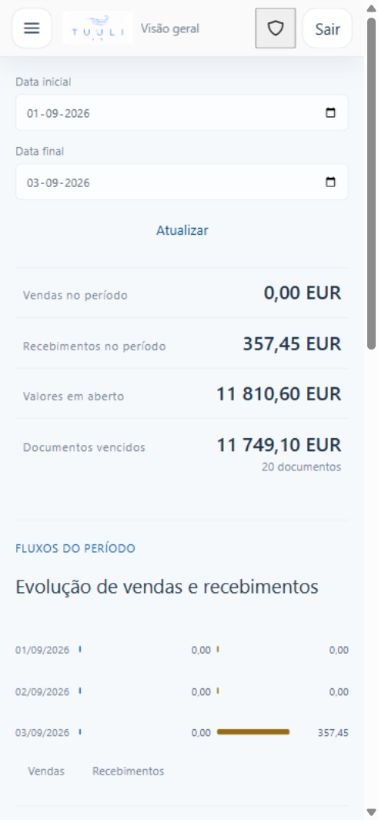 TUULI
Visão geral
Sair
Data inicial
01-09-2026
Data final
03-09-2026
Atualizar
Vendas no período 0,00 EUR
Recebimentos no período 357,45 EUR
Valores em aberto 11 810,60 EUR
Documentos vencidos 11 749,10 EUR
20 documentos
FLUXOS DO PERÍODO
Evolução de vendas e recebimentos
01/09/2026 0,00 0,00
02/09/2026 0,00 0,00
03/09/2026 0,00 357,45
Vendas Recebimentos